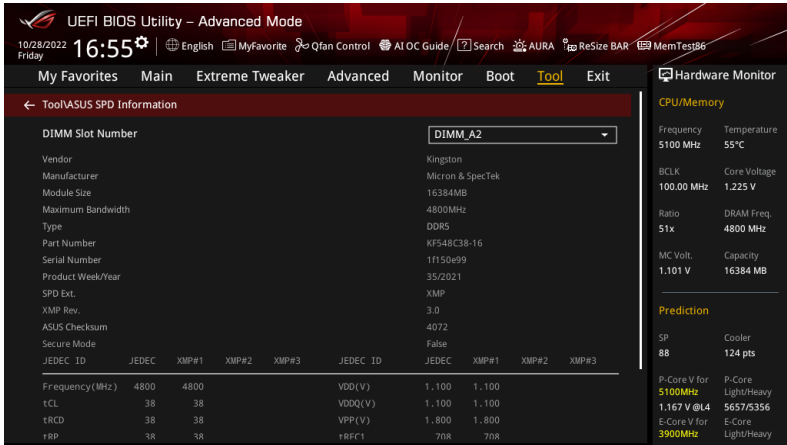 UEFI BIOS Utility – Advanced Mode
10/28/2022 Friday 16:55 English MyFavorite Qfan Control AI OC Guide ? Search AURA ReSize BAR MemTest86
My Favorites Main Extreme Tweaker Advanced Monitor Boot Tool Exit
← Tool\ASUS SPD Information
DIMM Slot Number DIMM_A2
Vendor Kingston
Manufacturer Micron & SpecTek
Module Size 16384MB
Maximum Bandwidth 4800MHz
Type DDR5
Part Number KF548C38-16
Serial Number 1f150e99
Product Week/Year 35/2021
SPD Ext. XMP
XMP Rev. 3.0
ASUS Checksum 4072
Secure Mode False
JEDEC ID JEDEC XMP#1 XMP#2 XMP#3 JEDEC ID JEDEC XMP#1 XMP#2 XMP#3
Frequency(MHz) 4800 4800 VDD(V) 1.100 1.100
tCL 38 38 VDDQ(V) 1.100 1.100
tRCD 38 38 VPP(V) 1.800 1.800
tRP 38 38 tRFC1 708 708
Hardware Monitor
CPU/Memory
Frequency Temperature
5100 MHz 55°C
BCLK Core Voltage
100.00 MHz 1.225 V
Ratio DRAM Freq.
51x 4800 MHz
MC Volt. Capacity
1.101 V 16384 MB
Prediction
SP Cooler
88 124 pts
P-Core V for P-Core
5100MHz Light/Heavy
1.167 V @L4 5657/5356
E-Core V for E-Core
3900MHz Light/Heavy